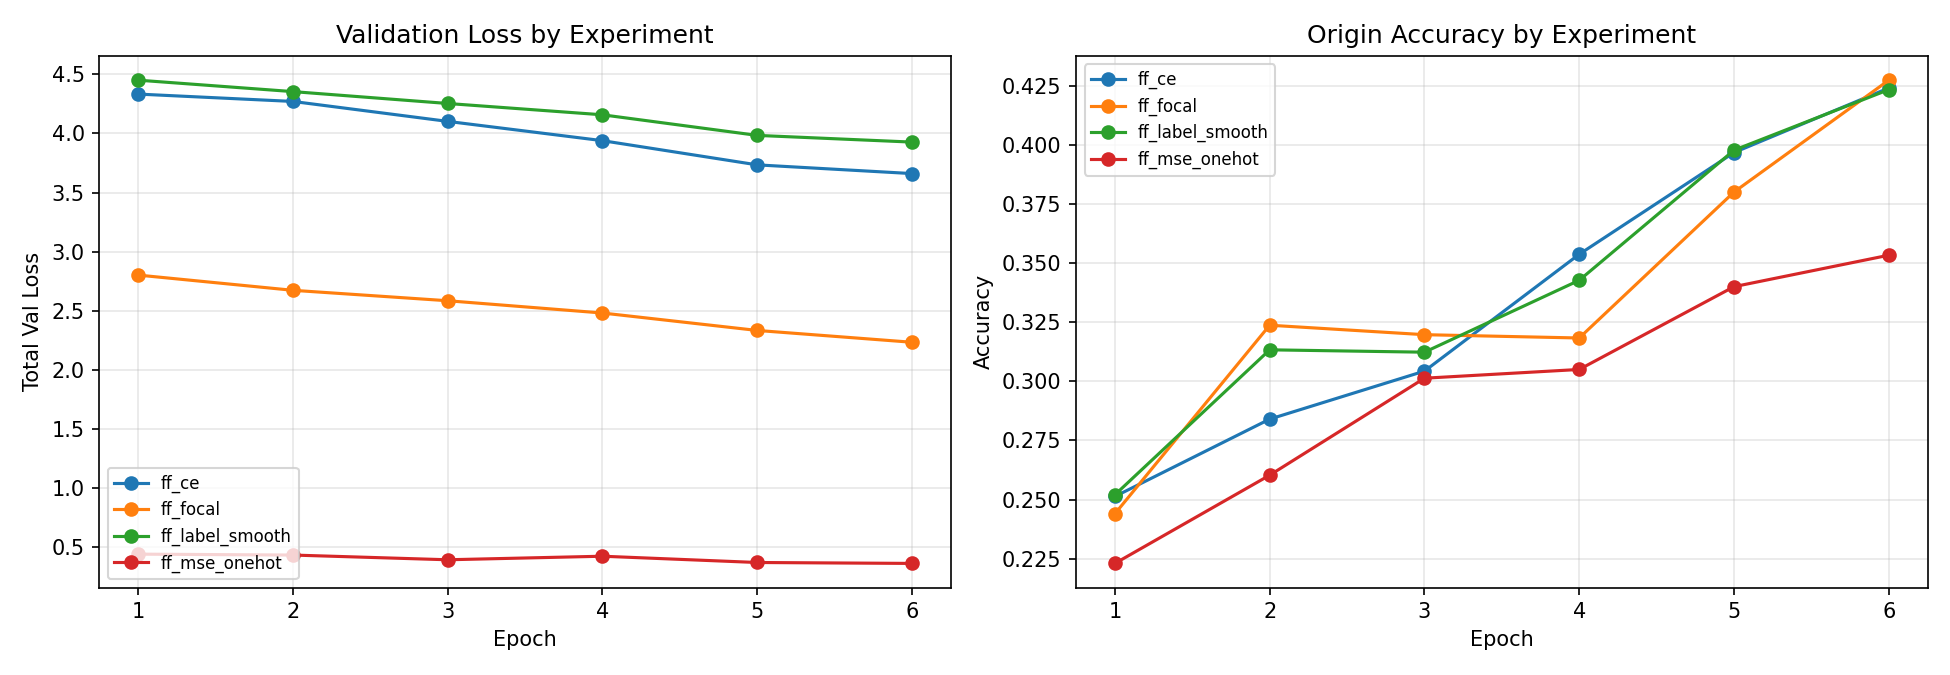 Validation Loss by Experiment
Total Val Loss
4.5
4.0
3.5
3.0
2.5
2.0
1.5
1.0
0.5
ff_ce
ff_focal
ff_label_smooth
ff_mse_onehot
1 2 3 4 5 6
Epoch
Origin Accuracy by Experiment
Accuracy
0.425
0.400
0.375
0.350
0.325
0.300
0.275
0.250
0.225
ff_ce
ff_focal
ff_label_smooth
ff_mse_onehot
1 2 3 4 5 6
Epoch